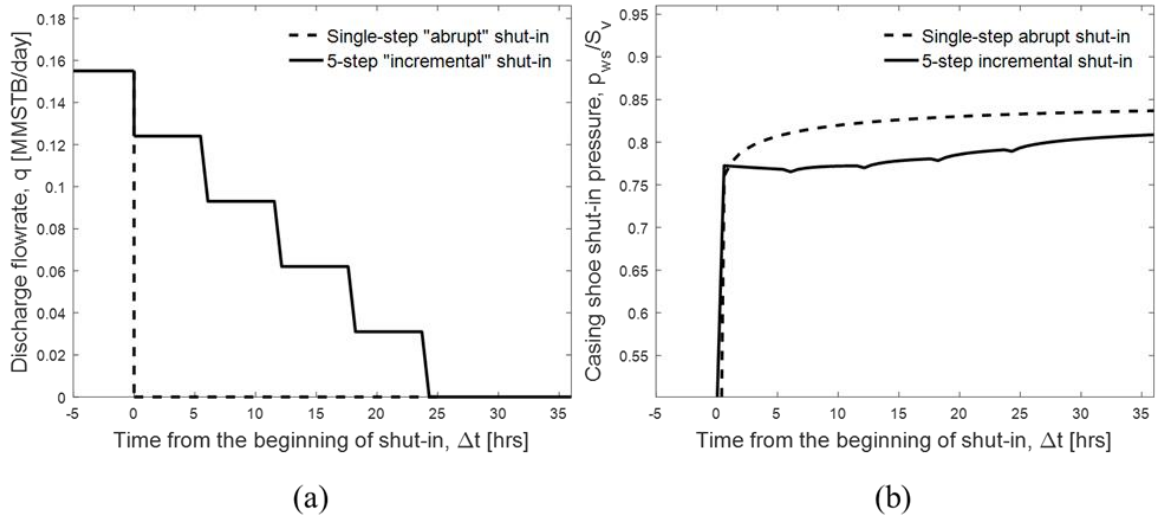 Discharge flowrate, q [MMSTB/day]
0.18
0.16
0.14
0.12
0.1
0.08
0.06
0.04
0.02
0
Single-step "abrupt" shut-in
5-step "incremental" shut-in
-5 0 5 10 15 20 25 30 35
Time from the beginning of shut-in, Δt [hrs]
(a)
Casing shoe shut-in pressure, p_ws/S_v
0.95
0.9
0.85
0.8
0.75
0.7
0.65
0.6
0.55
Single-step abrupt shut-in
5-step incremental shut-in
-5 0 5 10 15 20 25 30 35
Time from the beginning of shut-in, Δt [hrs]
(b)